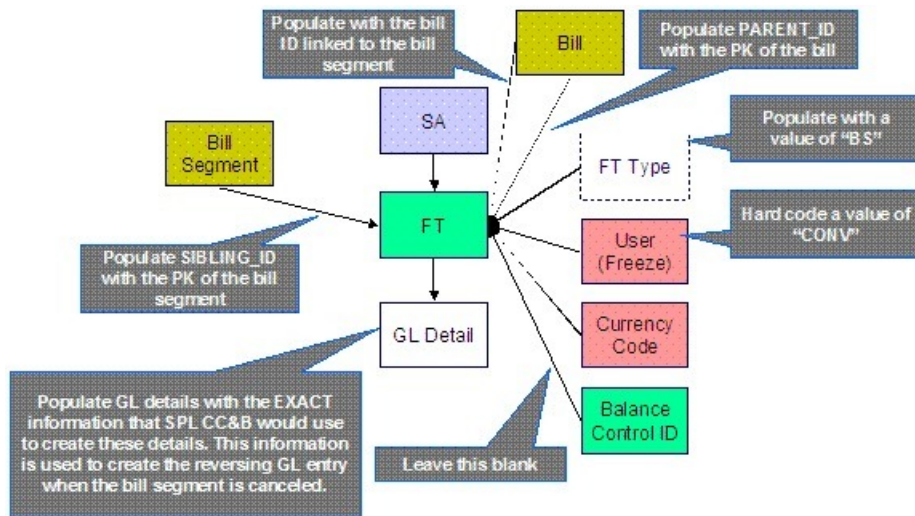 Populate with the bill
ID linked to the bill
segment
Bill
Populate PARENT_ID
with the PK of the bill
SA
Populate with a
value of “BS”
Bill
Segment
FT Type
FT
Hard code a value of
“CONV”
User
(Freeze)
Populate SIBLING_ID
with the PK of the bill
segment
GL Detail
Currency
Code
Populate GL details with the EXACT
information that SPL CC&B would use
to create these details. This information
is used to create the reversing GL entry
when the bill segment is canceled.
Leave this blank
Balance
Control ID